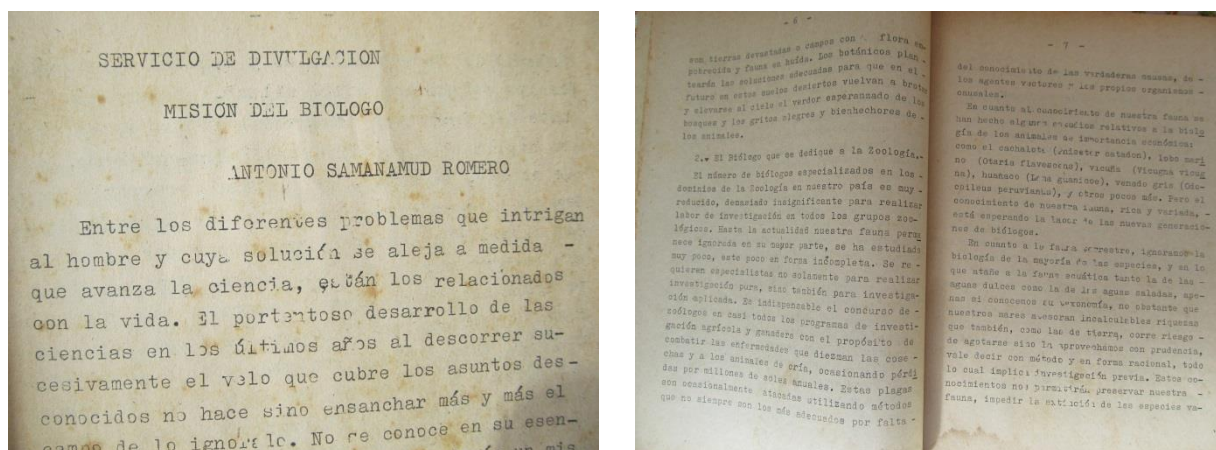 SERVICIO DE DIVULGACION
MISIÓN DEL BIOLOGO
ANTONIO SAMANAMUD ROMERO
Entre los diferentes problemas que intrigan
al hombre y cuya solución se aleja a medida -
que avanza la ciencia, están los relacionados
con la vida. El portentoso desarrollo de las
ciencias en los últimos años al descorrer su-
cesivamente el velo que cubre los asuntos des-
conocidos no hace sino ensanchar más y más el
campo de lo ignorado. No se conoce en su esen-
- 6 -
con tierras devastadas o campos con flora em-
pobrecida y fauna en huída. Los botánicos plan-
tearán las soluciones adecuadas para que en el -
futuro en estos suelos desiertos vuelvan a brotar
y elevarse al cielo el verdor esperanzado de los
bosques y los gritos alegres y bienhechores de -
los animales.
2.- El Biólogo que se dedique a la Zoología.-
El número de biólogos especializados en los -
dominios de la Zoología en nuestro país es muy -
reducido, demasiado insignificante para realizar
labor de investigación en todos los grupos zoo-
lógicos. Hasta la actualidad nuestra fauna perma
nece ignorada en su mayor parte, se ha estudiado
muy poco, este poco en forma incompleta. Se re -
quieren especialistas no solamente para realizar
investigación pura, sino también para investiga-
ción aplicada. Es indispensable el concurso de -
zoólogos en casi todos los programas de investi-
gación agrícola y ganadera con el propósito de
combatir las enfermedades que diezman las cose -
chas y a los animales de cría, ocasionando pérdi
das por millones de soles anuales. Estas plagas
son ocasionalmente atacadas utilizando métodos
que no siempre son los más adecuados por falta -
- 7 -
del conocimiento de las verdaderas causas, de -
los agentes vectores y los propios organismos -
causales.
En cuanto al conocimiento de nuestra fauna se
han hecho algunos estudios relativos a la biolo
gía de los animales de importancia económica:
como el cachalote (Phiseter catadon), lobo mari
no (Otaria flavescens), vicuña (Vicugna vicug
na), huanaco (Lama guanicoe), venado gris (Odo-
coileus peruvianus), y otros pocos más. Pero el
conocimiento de nuestra fauna, rica y variada, -
está esperando la labor de las nuevas generacio-
nes de biólogos.
En cuanto a la fauna terrestre, ignoramos la
biología de la mayoría de las especies, y en lo
que atañe a la fauna acuática tanto la de las -
aguas dulces como la de las aguas saladas, ape-
nas si conocemos su taxonomía, no obstante que
nuestros mares atesoran incalculables riquezas
que también, como las de tierra, corre riesgo -
de agotarse sino la aprovechamos con prudencia,
vale decir con método y en forma racional, todo
lo cual implica investigación previa. Estos co-
nocimientos nos permitirán preservar nuestra -
fauna, impedir la extinción de las especies va-